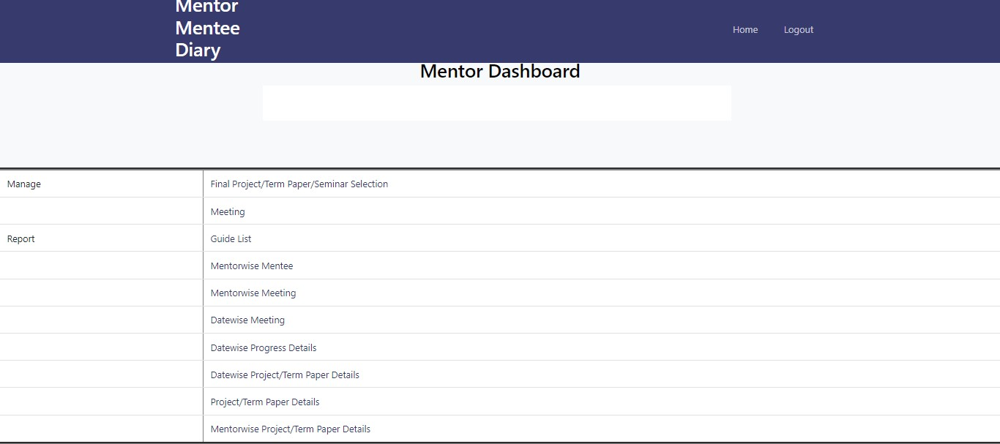 Mentor
Mentee
Diary
Home Logout
Mentor Dashboard
Manage Final Project/Term Paper/Seminar Selection
Meeting
Report Guide List
Mentorwise Mentee
Mentorwise Meeting
Datewise Meeting
Datewise Progress Details
Datewise Project/Term Paper Details
Project/Term Paper Details
Mentorwise Project/Term Paper Details